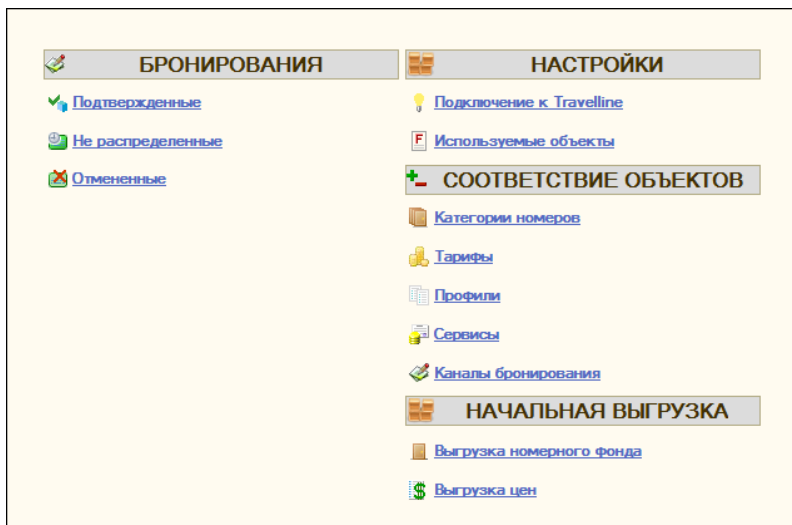 БРОНИРОВАНИЯ
Подтвержденные
Не распределенные
Отмененные
НАСТРОЙКИ
Подключение к Travelline
Используемые объекты
СООТВЕТСТВИЕ ОБЪЕКТОВ
Категории номеров
Тарифы
Профили
Сервисы
Каналы бронирования
НАЧАЛЬНАЯ ВЫГРУЗКА
Выгрузка номерного фонда
Выгрузка цен